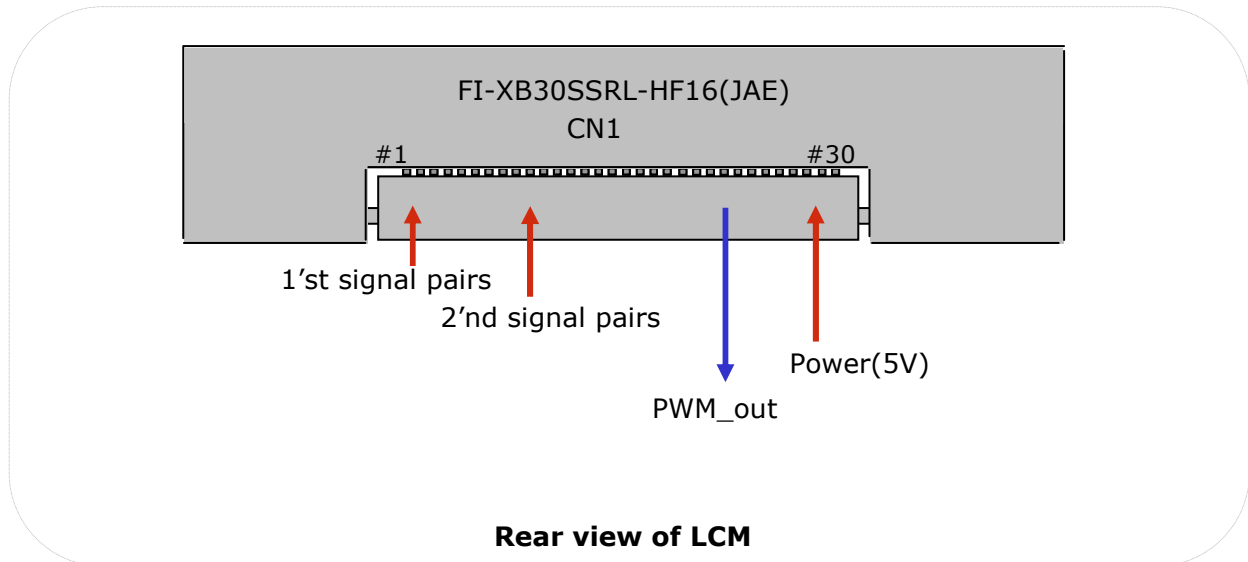 FI-XB30SSRL-HF16(JAE)
CN1
#1
#30
1’st signal pairs
2’nd signal pairs
Power(5V)
PWM_out
Rear view of LCM